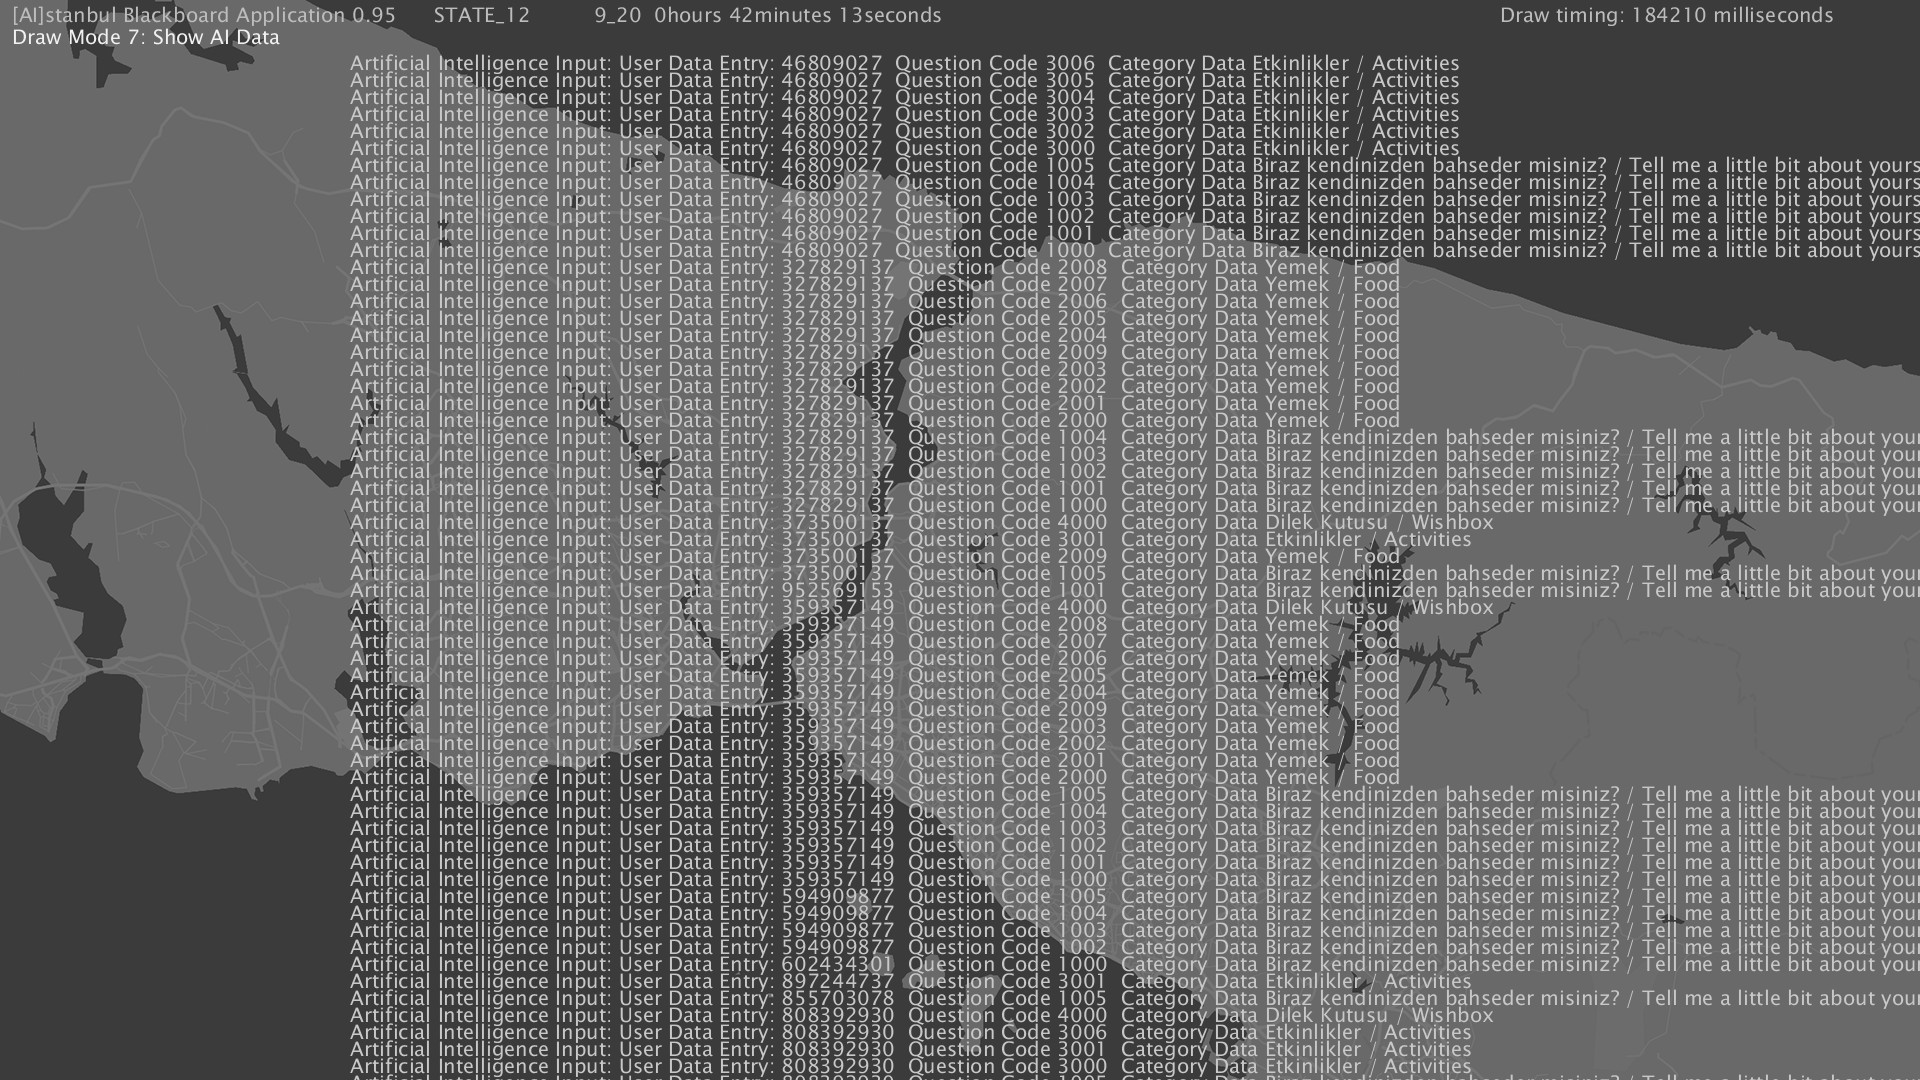 [AI]stanbul Blackboard Application 0.95 STATE_12 9_20 0hours 42minutes 13seconds Draw timing: 184210 milliseconds
Draw Mode 7: Show AI Data
Artificial Intelligence Input: User Data Entry: 46809027 Question Code 3006 Category Data Etkinlikler / Activities
Artificial Intelligence Input: User Data Entry: 46809027 Question Code 3005 Category Data Etkinlikler / Activities
Artificial Intelligence Input: User Data Entry: 46809027 Question Code 3004 Category Data Etkinlikler / Activities
Artificial Intelligence Input: User Data Entry: 46809027 Question Code 3003 Category Data Etkinlikler / Activities
Artificial Intelligence Input: User Data Entry: 46809027 Question Code 3002 Category Data Etkinlikler / Activities
Artificial Intelligence Input: User Data Entry: 46809027 Question Code 3000 Category Data Etkinlikler / Activities
Artificial Intelligence Input: User Data Entry: 46809027 Question Code 1005 Category Data Biraz kendinizden bahseder misiniz? / Tell me a little bit about yours
Artificial Intelligence Input: User Data Entry: 46809027 Question Code 1004 Category Data Biraz kendinizden bahseder misiniz? / Tell me a little bit about yours
Artificial Intelligence Input: User Data Entry: 46809027 Question Code 1003 Category Data Biraz kendinizden bahseder misiniz? / Tell me a little bit about yours
Artificial Intelligence Input: User Data Entry: 46809027 Question Code 1002 Category Data Biraz kendinizden bahseder misiniz? / Tell me a little bit about yours
Artificial Intelligence Input: User Data Entry: 46809027 Question Code 1001 Category Data Biraz kendinizden bahseder misiniz? / Tell me a little bit about yours
Artificial Intelligence Input: User Data Entry: 46809027 Question Code 1000 Category Data Biraz kendinizden bahseder misiniz? / Tell me a little bit about yours
Artificial Intelligence Input: User Data Entry: 327829137 Question Code 2008 Category Data Yemek / Food
Artificial Intelligence Input: User Data Entry: 327829137 Question Code 2007 Category Data Yemek / Food
Artificial Intelligence Input: User Data Entry: 327829137 Question Code 2006 Category Data Yemek / Food
Artificial Intelligence Input: User Data Entry: 327829137 Question Code 2005 Category Data Yemek / Food
Artificial Intelligence Input: User Data Entry: 327829137 Question Code 2004 Category Data Yemek / Food
Artificial Intelligence Input: User Data Entry: 327829137 Question Code 2009 Category Data Yemek / Food
Artificial Intelligence Input: User Data Entry: 327829137 Question Code 2003 Category Data Yemek / Food
Artificial Intelligence Input: User Data Entry: 327829137 Question Code 2002 Category Data Yemek / Food
Artificial Intelligence Input: User Data Entry: 327829137 Question Code 2001 Category Data Yemek / Food
Artificial Intelligence Input: User Data Entry: 327829137 Question Code 2000 Category Data Yemek / Food
Artificial Intelligence Input: User Data Entry: 327829137 Question Code 1004 Category Data Biraz kendinizden bahseder misiniz? / Tell me a little bit about your
Artificial Intelligence Input: User Data Entry: 327829137 Question Code 1003 Category Data Biraz kendinizden bahseder misiniz? / Tell me a little bit about your
Artificial Intelligence Input: User Data Entry: 327829137 Question Code 1002 Category Data Biraz kendinizden bahseder misiniz? / Tell me a little bit about your
Artificial Intelligence Input: User Data Entry: 327829137 Question Code 1001 Category Data Biraz kendinizden bahseder misiniz? / Tell me a little bit about your
Artificial Intelligence Input: User Data Entry: 327829137 Question Code 1000 Category Data Biraz kendinizden bahseder misiniz? / Tell me a little bit about your
Artificial Intelligence Input: User Data Entry: 373500137 Question Code 4000 Category Data Dilek Kutusu / Wishbox
Artificial Intelligence Input: User Data Entry: 373500137 Question Code 3001 Category Data Etkinlikler / Activities
Artificial Intelligence Input: User Data Entry: 373500137 Question Code 2009 Category Data Yemek / Food
Artificial Intelligence Input: User Data Entry: 373500137 Question Code 1005 Category Data Biraz kendinizden bahseder misiniz? / Tell me a little bit about your
Artificial Intelligence Input: User Data Entry: 952569153 Question Code 1001 Category Data Biraz kendinizden bahseder misiniz? / Tell me a little bit about your
Artificial Intelligence Input: User Data Entry: 359357149 Question Code 4000 Category Data Dilek Kutusu / Wishbox
Artificial Intelligence Input: User Data Entry: 359357149 Question Code 2008 Category Data Yemek / Food
Artificial Intelligence Input: User Data Entry: 359357149 Question Code 2007 Category Data Yemek / Food
Artificial Intelligence Input: User Data Entry: 359357149 Question Code 2006 Category Data Yemek / Food
Artificial Intelligence Input: User Data Entry: 359357149 Question Code 2005 Category Data Yemek / Food
Artificial Intelligence Input: User Data Entry: 359357149 Question Code 2004 Category Data Yemek / Food
Artificial Intelligence Input: User Data Entry: 359357149 Question Code 2009 Category Data Yemek / Food
Artificial Intelligence Input: User Data Entry: 359357149 Question Code 2003 Category Data Yemek / Food
Artificial Intelligence Input: User Data Entry: 359357149 Question Code 2002 Category Data Yemek / Food
Artificial Intelligence Input: User Data Entry: 359357149 Question Code 2001 Category Data Yemek / Food
Artificial Intelligence Input: User Data Entry: 359357149 Question Code 2000 Category Data Yemek / Food
Artificial Intelligence Input: User Data Entry: 359357149 Question Code 1005 Category Data Biraz kendinizden bahseder misiniz? / Tell me a little bit about your
Artificial Intelligence Input: User Data Entry: 359357149 Question Code 1004 Category Data Biraz kendinizden bahseder misiniz? / Tell me a little bit about your
Artificial Intelligence Input: User Data Entry: 359357149 Question Code 1003 Category Data Biraz kendinizden bahseder misiniz? / Tell me a little bit about your
Artificial Intelligence Input: User Data Entry: 359357149 Question Code 1002 Category Data Biraz kendinizden bahseder misiniz? / Tell me a little bit about your
Artificial Intelligence Input: User Data Entry: 359357149 Question Code 1001 Category Data Biraz kendinizden bahseder misiniz? / Tell me a little bit about your
Artificial Intelligence Input: User Data Entry: 359357149 Question Code 1000 Category Data Biraz kendinizden bahseder misiniz? / Tell me a little bit about your
Artificial Intelligence Input: User Data Entry: 594909877 Question Code 1005 Category Data Biraz kendinizden bahseder misiniz? / Tell me a little bit about your
Artificial Intelligence Input: User Data Entry: 594909877 Question Code 1004 Category Data Biraz kendinizden bahseder misiniz? / Tell me a little bit about your
Artificial Intelligence Input: User Data Entry: 594909877 Question Code 1003 Category Data Biraz kendinizden bahseder misiniz? / Tell me a little bit about your
Artificial Intelligence Input: User Data Entry: 594909877 Question Code 1002 Category Data Biraz kendinizden bahseder misiniz? / Tell me a little bit about your
Artificial Intelligence Input: User Data Entry: 602434301 Question Code 1000 Category Data Biraz kendinizden bahseder misiniz? / Tell me a little bit about your
Artificial Intelligence Input: User Data Entry: 897244737 Question Code 3001 Category Data Etkinlikler / Activities
Artificial Intelligence Input: User Data Entry: 855703078 Question Code 1005 Category Data Biraz kendinizden bahseder misiniz? / Tell me a little bit about your
Artificial Intelligence Input: User Data Entry: 808392930 Question Code 4000 Category Data Dilek Kutusu / Wishbox
Artificial Intelligence Input: User Data Entry: 808392930 Question Code 3006 Category Data Etkinlikler / Activities
Artificial Intelligence Input: User Data Entry: 808392930 Question Code 3001 Category Data Etkinlikler / Activities
Artificial Intelligence Input: User Data Entry: 808392930 Question Code 3000 Category Data Etkinlikler / Activities